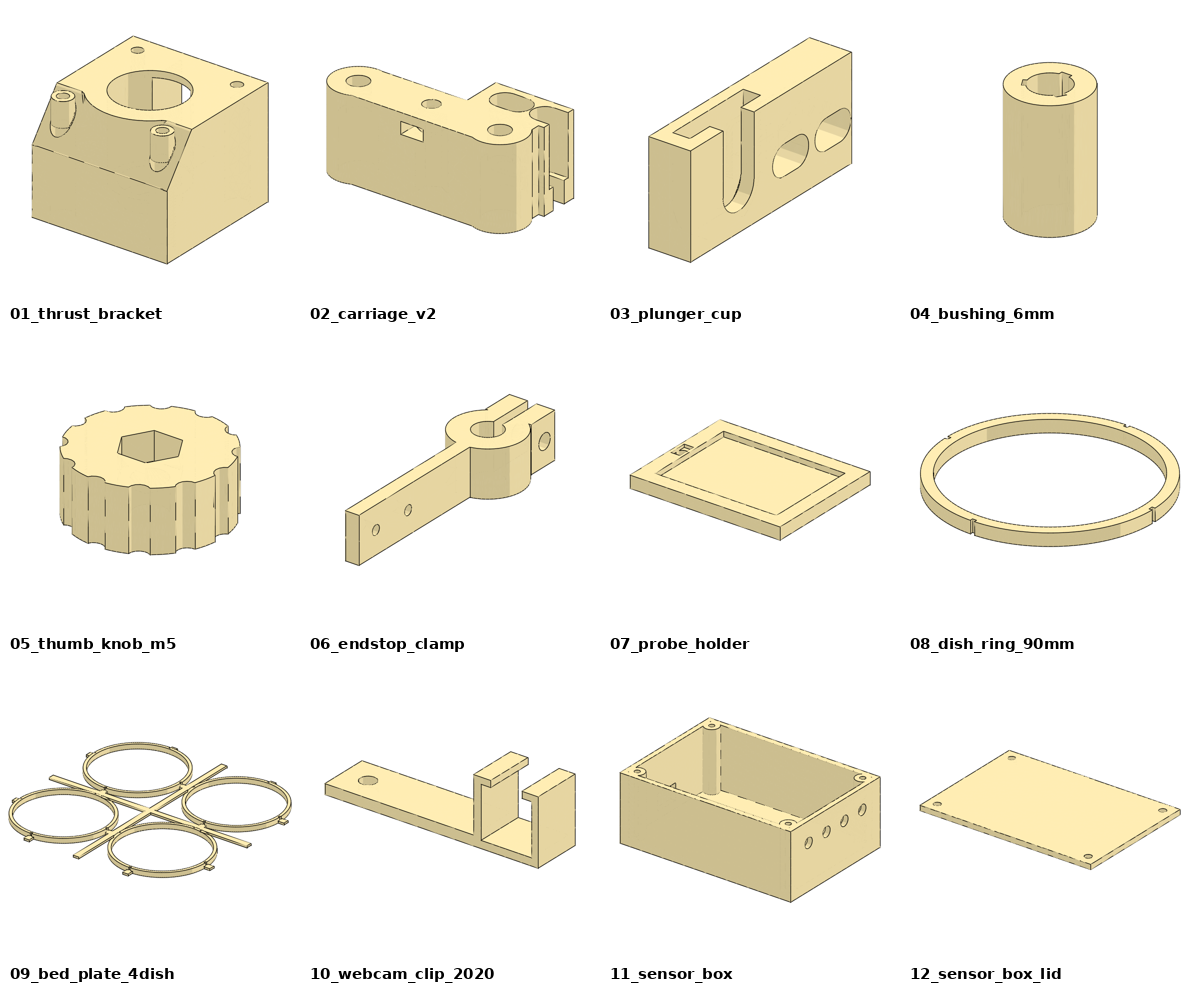 01_thrust_bracket
02_carriage_v2
03_plunger_cup
04_bushing_6mm
05_thumb_knob_m5
06_endstop_clamp
07_probe_holder
08_dish_ring_90mm
09_bed_plate_4dish
10_webcam_clip_2020
11_sensor_box
12_sensor_box_lid